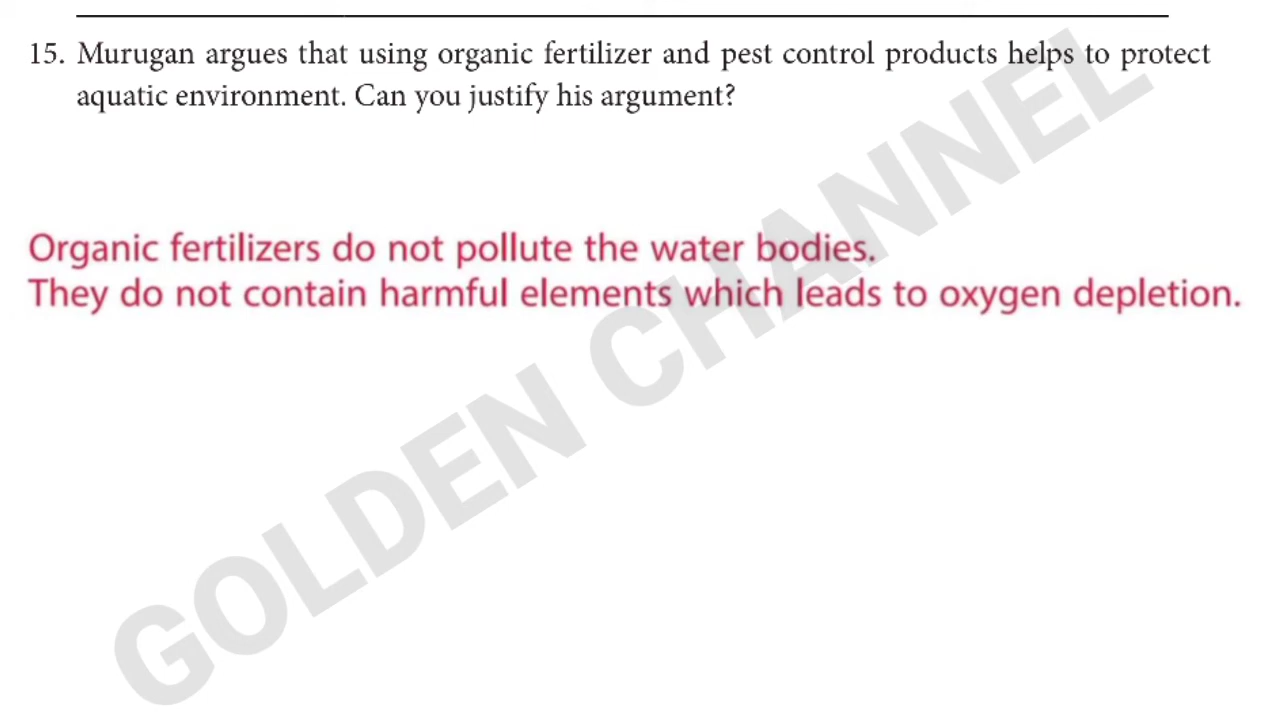 15. Murugan argues that using organic fertilizer and pest control products helps to protect
aquatic environment. Can you justify his argument?
Organic fertilizers do not pollute the water bodies.
They do not contain harmful elements which leads to oxygen depletion.
GOLDEN CHANNEL